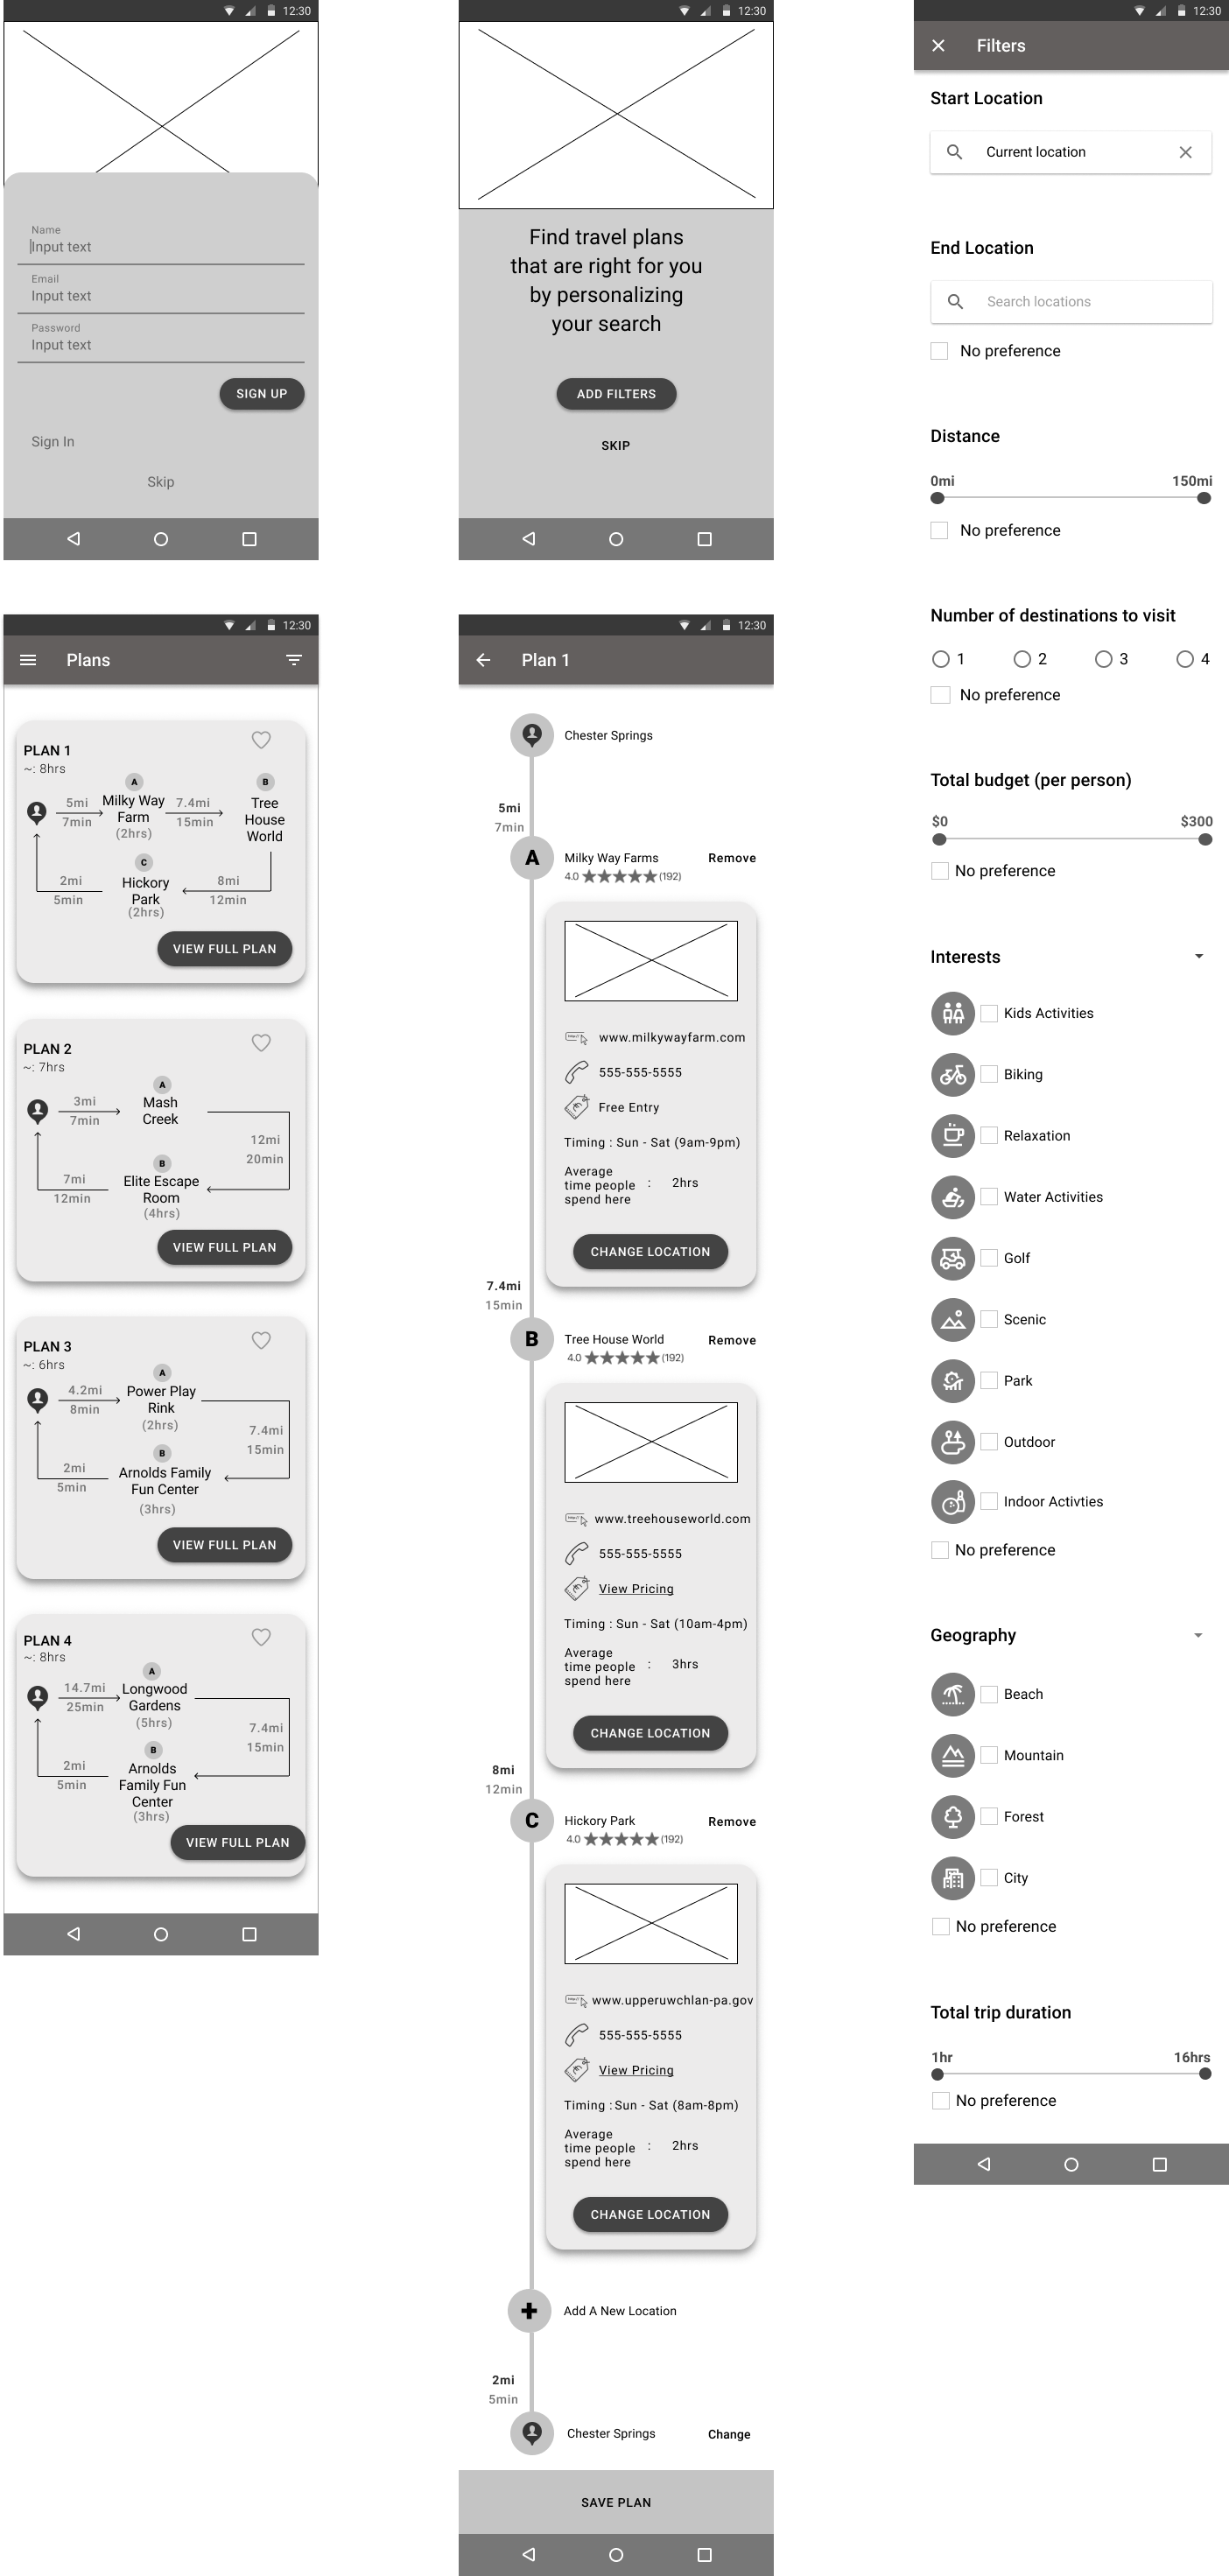 12:30
Name
Input text
Email
Input text
Password
Input text
SIGN UP
Sign In
Skip
12:30
Find travel plans
that are right for you
by personalizing
your search
ADD FILTERS
SKIP
12:30
Filters
Start Location
Current location
End Location
Search locations
No preference
Distance
0mi 150mi
No preference
Number of destinations to visit
1 2 3 4
No preference
Total budget (per person)
$0 $300
No preference
Interests
Kids Activities
Biking
Relaxation
Water Activities
Golf
Scenic
Park
Outdoor
Indoor Activties
No preference
Geography
Beach
Mountain
Forest
City
No preference
Total trip duration
1hr 16hrs
No preference
12:30
Plans
PLAN 1
~: 8hrs
5mi
7min
A
Milky Way
Farm
(2hrs)
7.4mi
15min
B
Tree
House
World
8mi
12min
C
Hickory
Park
(2hrs)
2mi
5min
VIEW FULL PLAN
PLAN 2
~: 7hrs
3mi
7min
A
Mash
Creek
12mi
20min
B
Elite Escape
Room
(4hrs)
7mi
12min
VIEW FULL PLAN
PLAN 3
~: 6hrs
4.2mi
8min
A
Power Play
Rink
(2hrs)
7.4mi
15min
B
Arnolds Family
Fun Center
(3hrs)
2mi
5min
VIEW FULL PLAN
PLAN 4
~: 8hrs
14.7mi
25min
A
Longwood
Gardens
(5hrs)
7.4mi
15min
B
Arnolds
Family Fun
Center
(3hrs)
2mi
5min
VIEW FULL PLAN
12:30
Plan 1
Chester Springs
5mi
7min
A
Milky Way Farms Remove
4.0 (192)
www.milkywayfarm.com
555-555-5555
Free Entry
Timing : Sun - Sat (9am-9pm)
Average
time people : 2hrs
spend here
CHANGE LOCATION
7.4mi
15min
B
Tree House World Remove
4.0 (192)
www.treehouseworld.com
555-555-5555
View Pricing
Timing : Sun - Sat (10am-4pm)
Average
time people : 3hrs
spend here
CHANGE LOCATION
8mi
12min
C
Hickory Park Remove
4.0 (192)
www.upperuwchlan-pa.gov
555-555-5555
View Pricing
Timing : Sun - Sat (8am-8pm)
Average
time people : 2hrs
spend here
CHANGE LOCATION
Add A New Location
2mi
5min
Chester Springs Change
SAVE PLAN